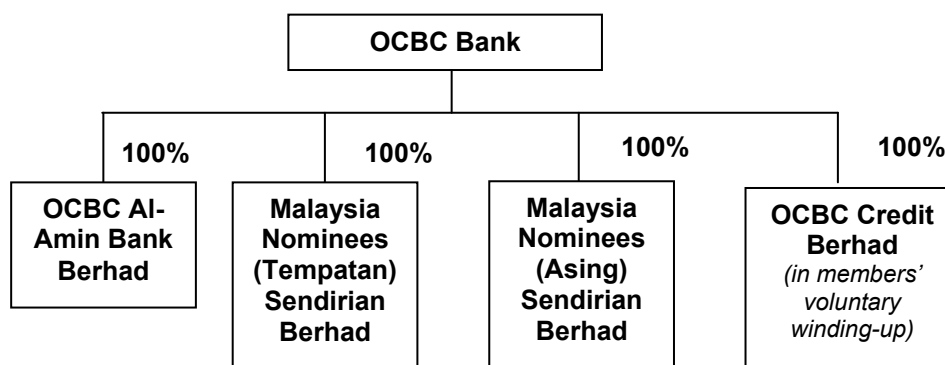 OCBC Bank
100%
100%
100%
100%
OCBC Al-
Amin Bank
Berhad
Malaysia
Nominees
(Tempatan)
Sendirian
Berhad
Malaysia
Nominees
(Asing)
Sendirian
Berhad
OCBC Credit
Berhad
(in members’
voluntary
winding-up)